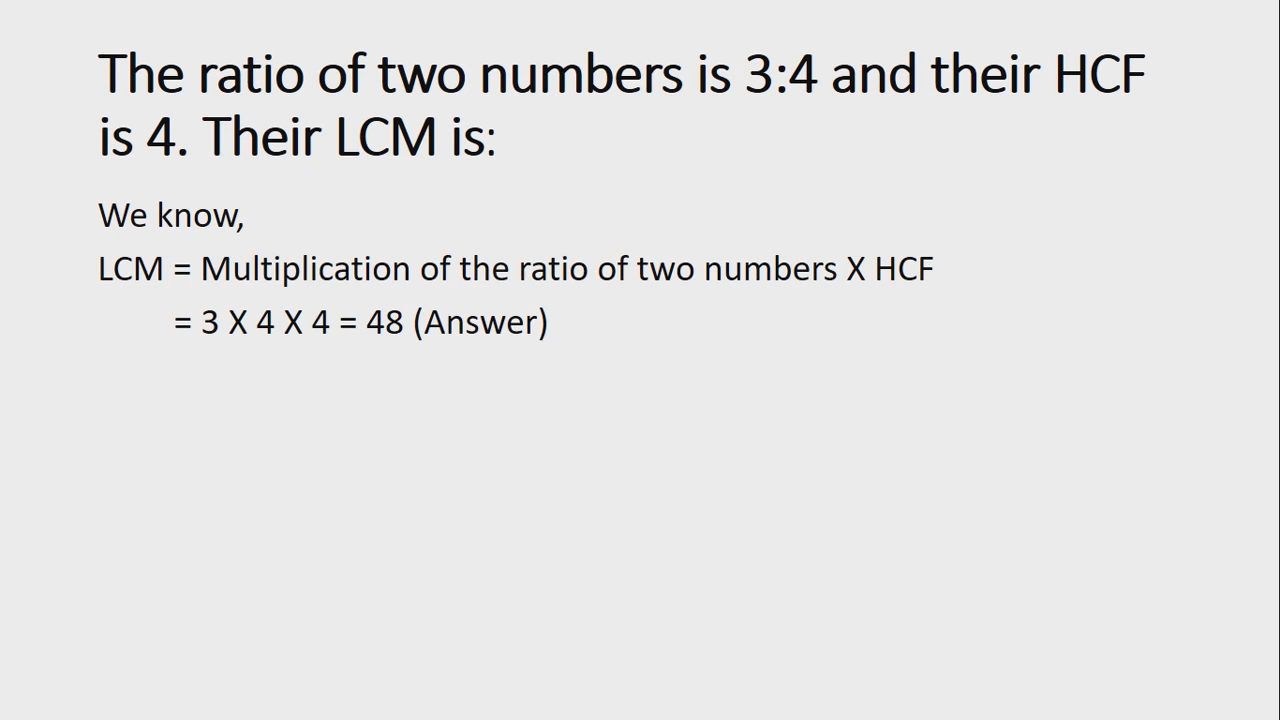 The ratio of two numbers is 3:4 and their HCF
is 4. Their LCM is:
We know,
LCM = Multiplication of the ratio of two numbers X HCF
= 3 X 4 X 4 = 48 (Answer)